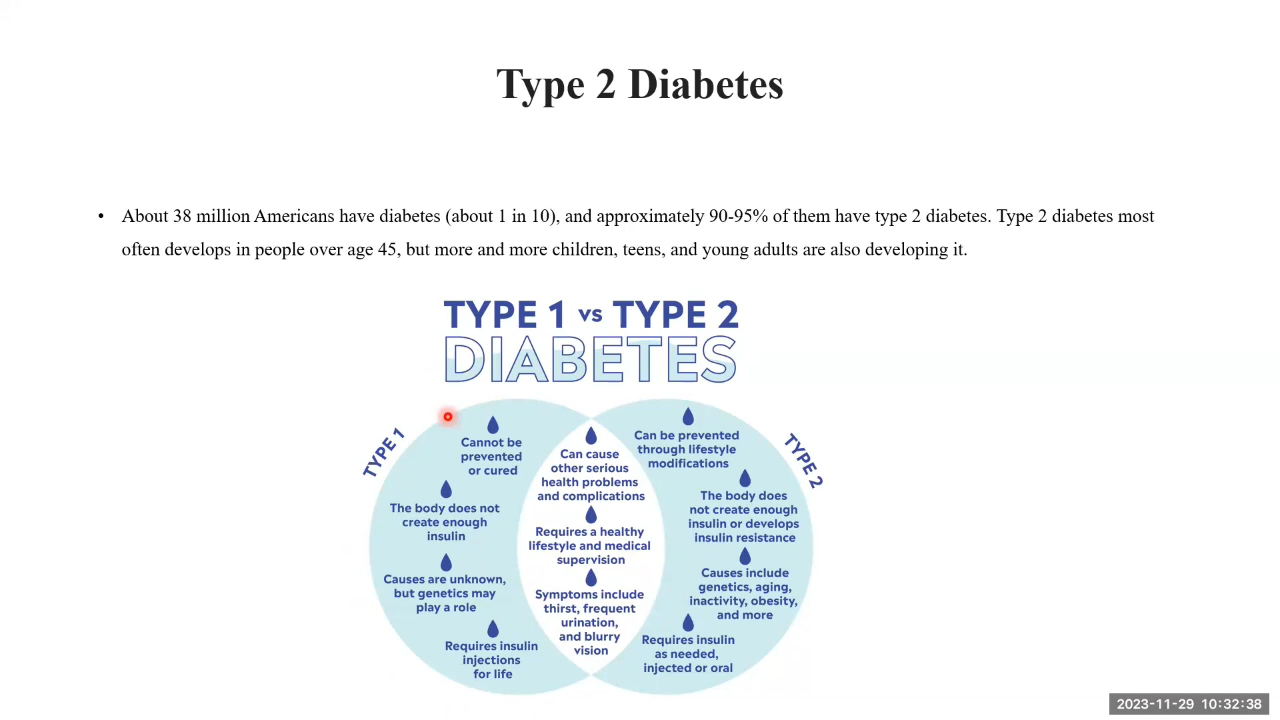 Type 2 Diabetes
• About 38 million Americans have diabetes (about 1 in 10), and approximately 90-95% of them have type 2 diabetes. Type 2 diabetes most
often develops in people over age 45, but more and more children, teens, and young adults are also developing it.
TYPE 1 vs TYPE 2
DIABETES
TYPE 1
Cannot be
prevented
or cured
The body does not
create enough
insulin
Causes are unknown,
but genetics may
play a role
Requires insulin
injections
for life
Can cause
other serious
health problems
and complications
Requires a healthy
lifestyle and medical
supervision
Symptoms include
thirst, frequent
urination,
and blurry
vision
TYPE 2
Can be prevented
through lifestyle
modifications
The body does
not create enough
insulin or develops
insulin resistance
Causes include
genetics, aging,
inactivity, obesity,
and more
Requires insulin
as needed,
injected or oral
2023-11-29 10:32:38